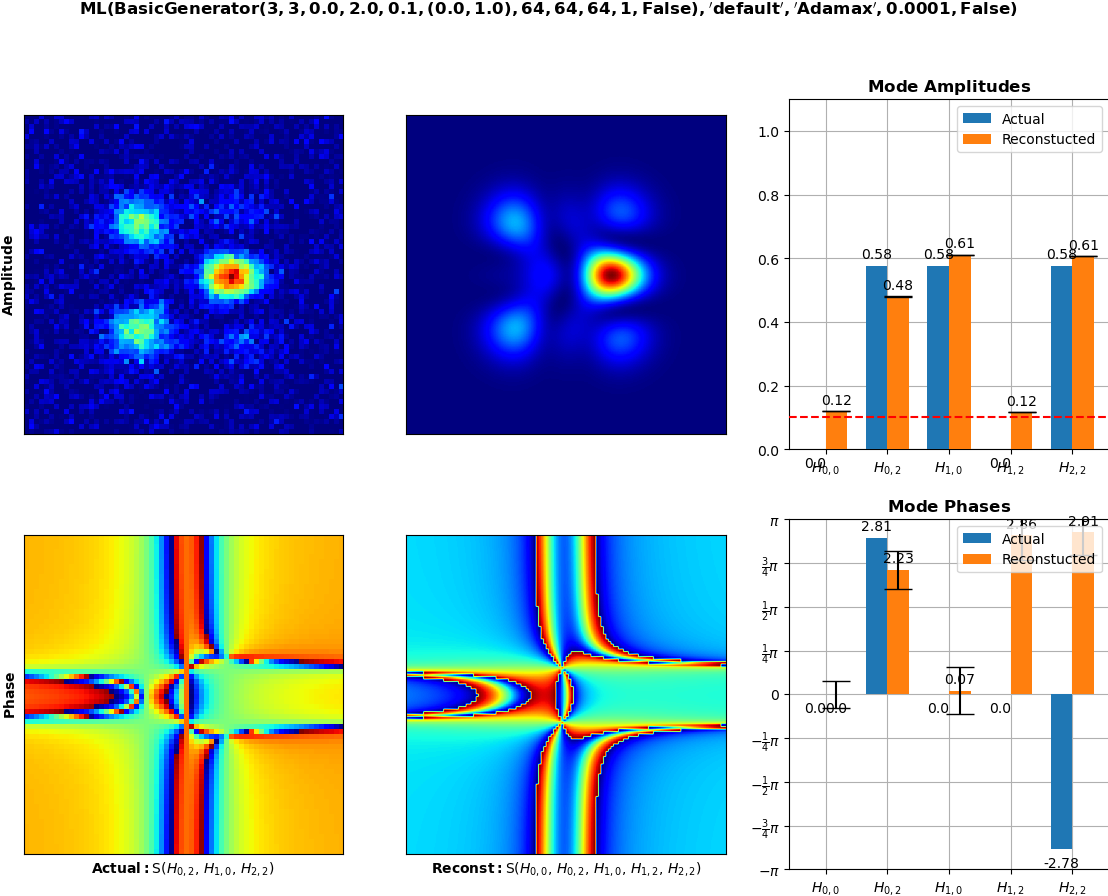 ML(BasicGenerator(3, 3, 0.0, 2.0, 0.1, (0.0, 1.0), 64, 64, 64, 1, False), ′default′, ′Adamax′, 0.0001, False)
Amplitude
Mode Amplitudes
Actual
Reconstucted
1.0
0.8
0.6
0.4
0.2
0.0
0.0
0.12
0.58
0.48
0.58
0.61
0.0
0.12
0.58
0.61
H0,0
H0,2
H1,0
H1,2
H2,2
Phase
Actual: S(H0,2, H1,0, H2,2)
Reconst: S(H0,0, H0,2, H1,0, H1,2, H2,2)
Mode Phases
Actual
Reconstucted
π
3/4π
1/2π
1/4π
0
−1/4π
−1/2π
−3/4π
−π
2.81
2.23
0.0
0.07
0.0
2.86
-2.78
2.91
H0,0
H0,2
H1,0
H1,2
H2,2